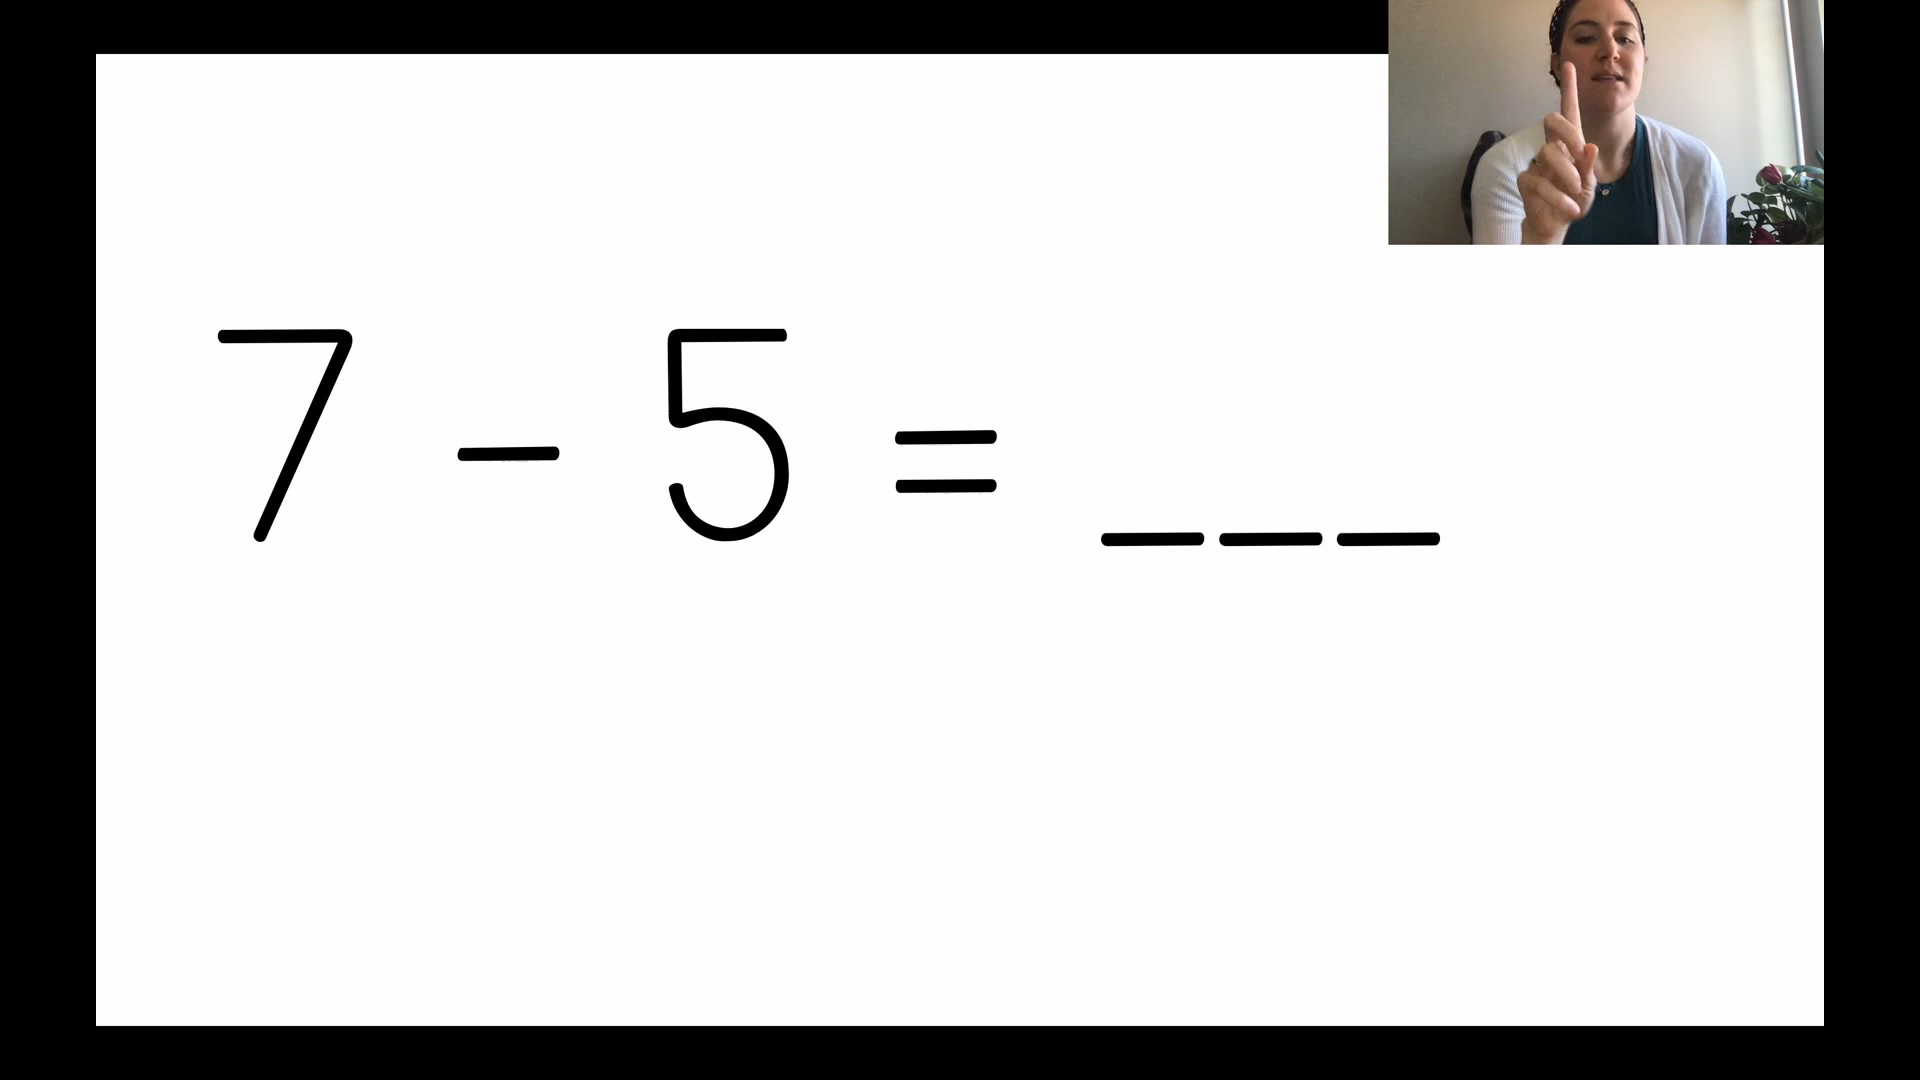 7 - 5 = ___